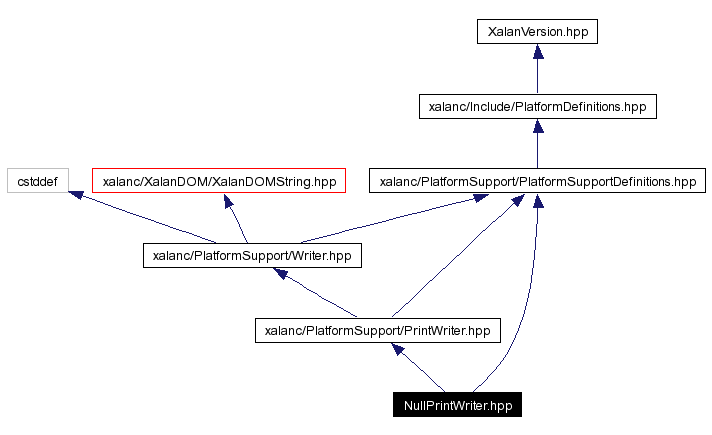 XalanVersion.hpp
xalanc/Include/PlatformDefinitions.hpp
cstddef
xalanc/XalanDOM/XalanDOMString.hpp
xalanc/PlatformSupport/PlatformSupportDefinitions.hpp
xalanc/PlatformSupport/Writer.hpp
xalanc/PlatformSupport/PrintWriter.hpp
NullPrintWriter.hpp